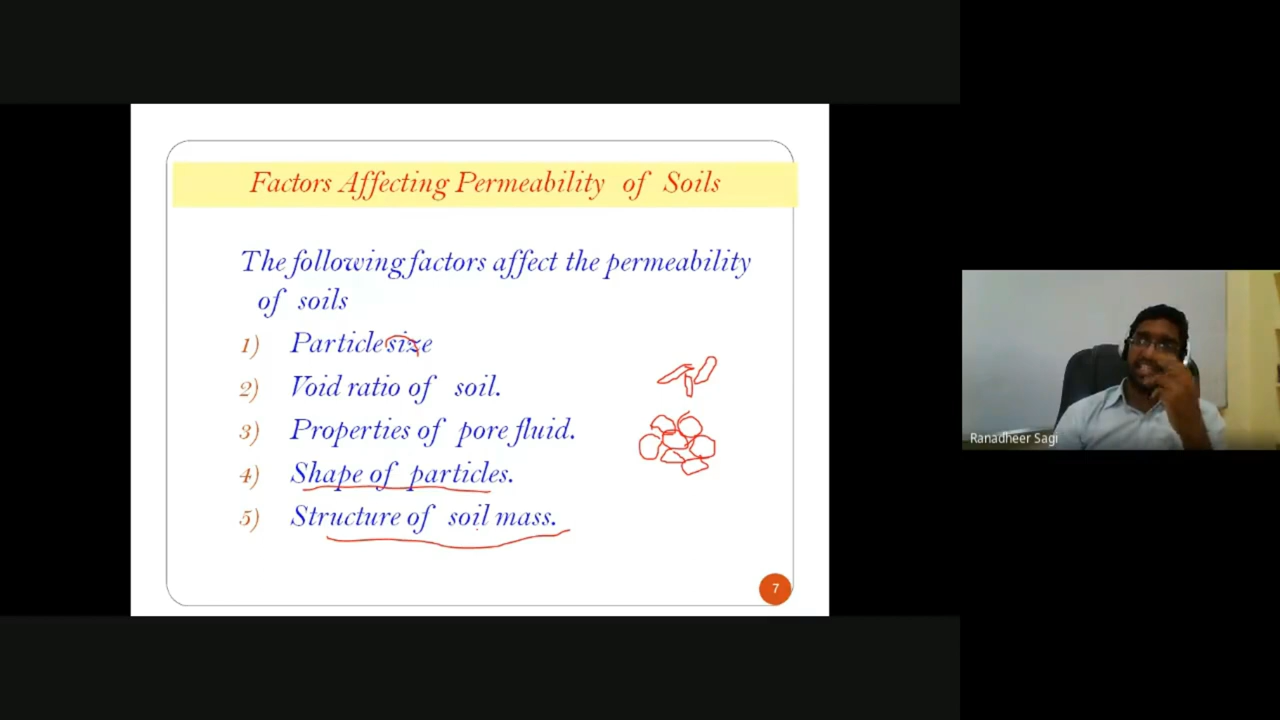 Factors Affecting Permeability of Soils
The following factors affect the permeability
of soils
1) Particle size
2) Void ratio of soil.
3) Properties of pore fluid.
4) Shape of particles.
5) Structure of soil mass.
7
Ranadheer Sagi